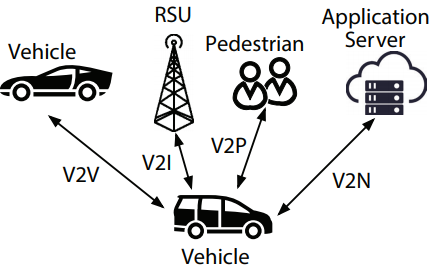 RSU
Application
Server
Vehicle
Pedestrian
V2V
V2I
V2P
V2N
Vehicle